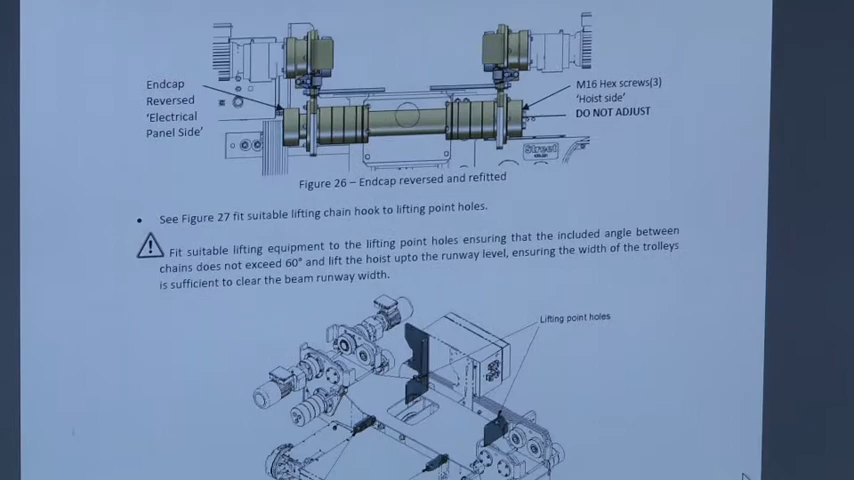 Endcap
Reversed
'Electrical
Panel Side'
M16 Hex screws(3)
'Hoist side'
DO NOT ADJUST
Street
Figure 26 – Endcap reversed and refitted
• See Figure 27 fit suitable lifting chain hook to lifting point holes.
Fit suitable lifting equipment to the lifting point holes ensuring that the included angle between
chains does not exceed 60° and lift the hoist upto the runway level, ensuring the width of the trolleys
is sufficient to clear the beam runway width.
Lifting point holes